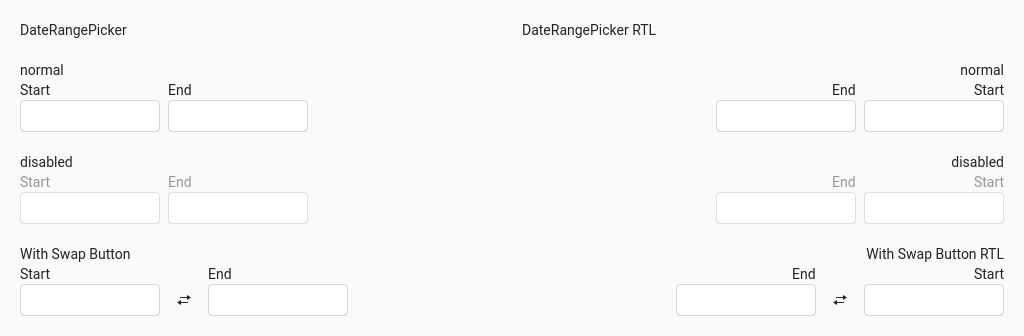 DateRangePicker
normal
Start End
disabled
Start End
With Swap Button
Start End
DateRangePicker RTL
normal
End Start
disabled
End Start
With Swap Button RTL
End Start